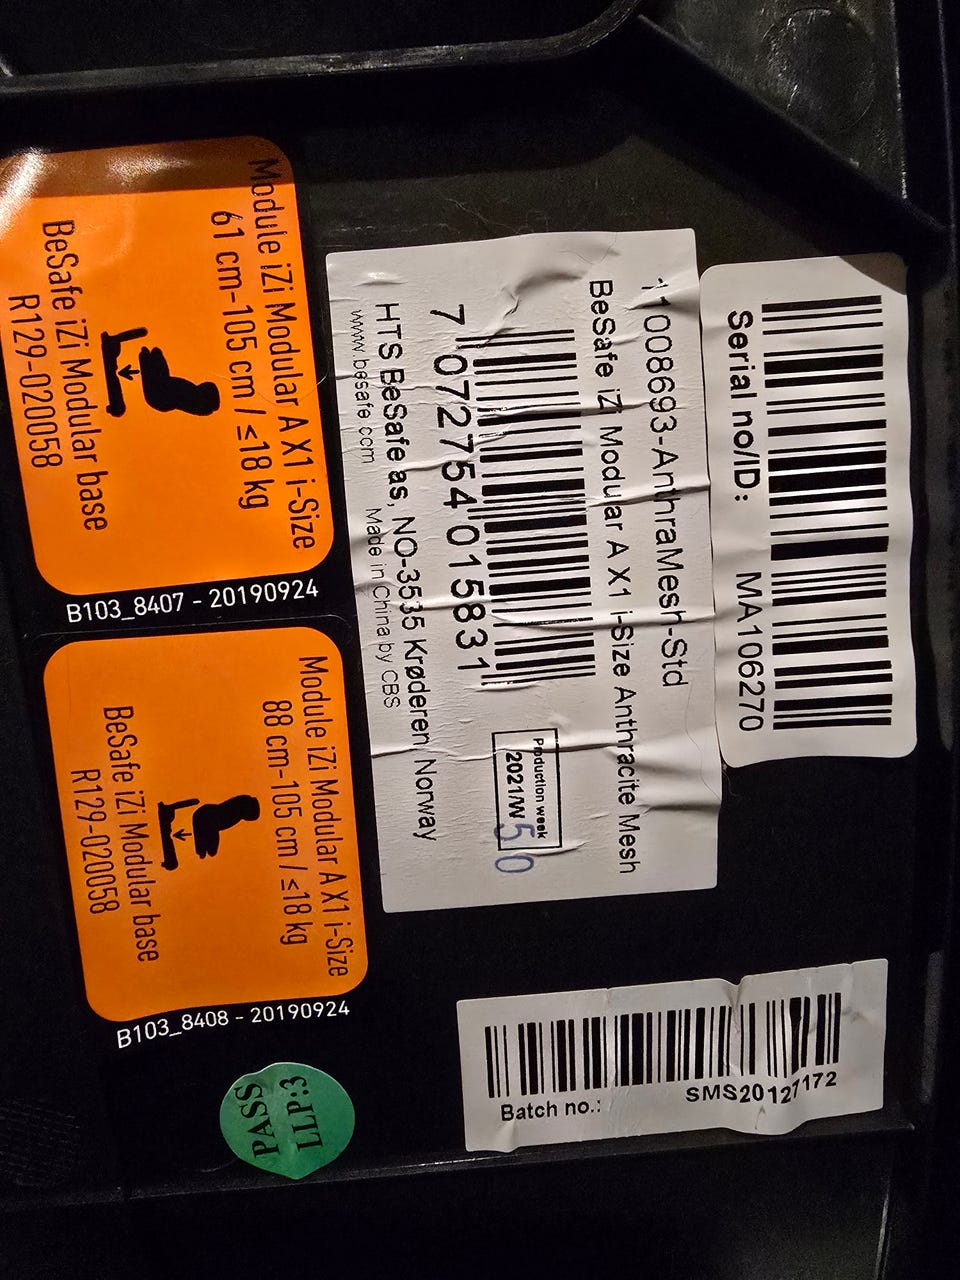 Serial no/ID: MA106270
11008693-AnthraMesh-Std
BeSafe iZi Modular A X1 i-Size Anthracite Mesh
7 072754 015831
Production week
2021/W 50
HTS BeSafe as, NO-3535 Krøderen Norway
www.besafe.com Made in China by CBS
Module iZi Modular A X1 i-Size
61 cm-105 cm / ≤18 kg
BeSafe iZi Modular base
R129-020058
B103_8407 - 20190924
Module iZi Modular A X1 i-Size
88 cm-105 cm / ≤18 kg
BeSafe iZi Modular base
R129-020058
B103_8408 - 20190924
Batch no.: SMS20127172
PASS
LLP:3